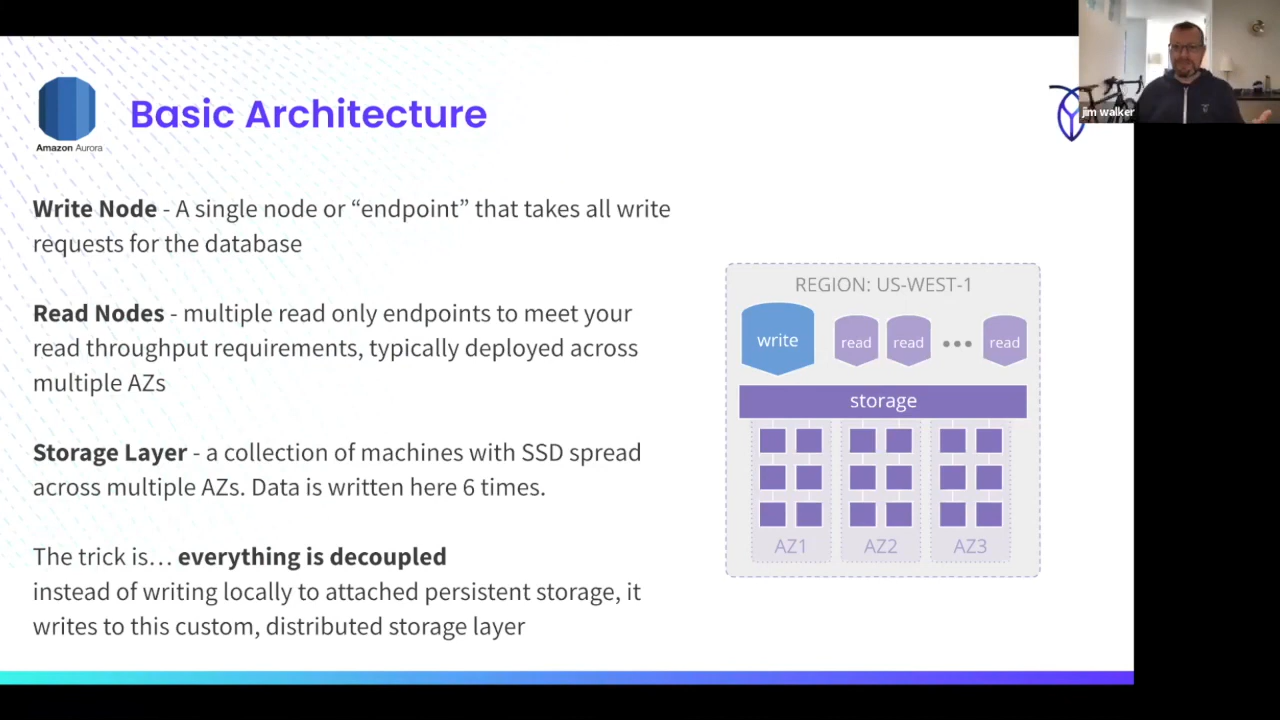 Basic Architecture
Amazon Aurora
jim walker
Write Node - A single node or “endpoint” that takes all write
requests for the database
Read Nodes - multiple read only endpoints to meet your
read throughput requirements, typically deployed across
multiple AZs
Storage Layer - a collection of machines with SSD spread
across multiple AZs. Data is written here 6 times.
The trick is… everything is decoupled
instead of writing locally to attached persistent storage, it
writes to this custom, distributed storage layer
REGION: US-WEST-1
write
read
read
read
storage
AZ1
AZ2
AZ3